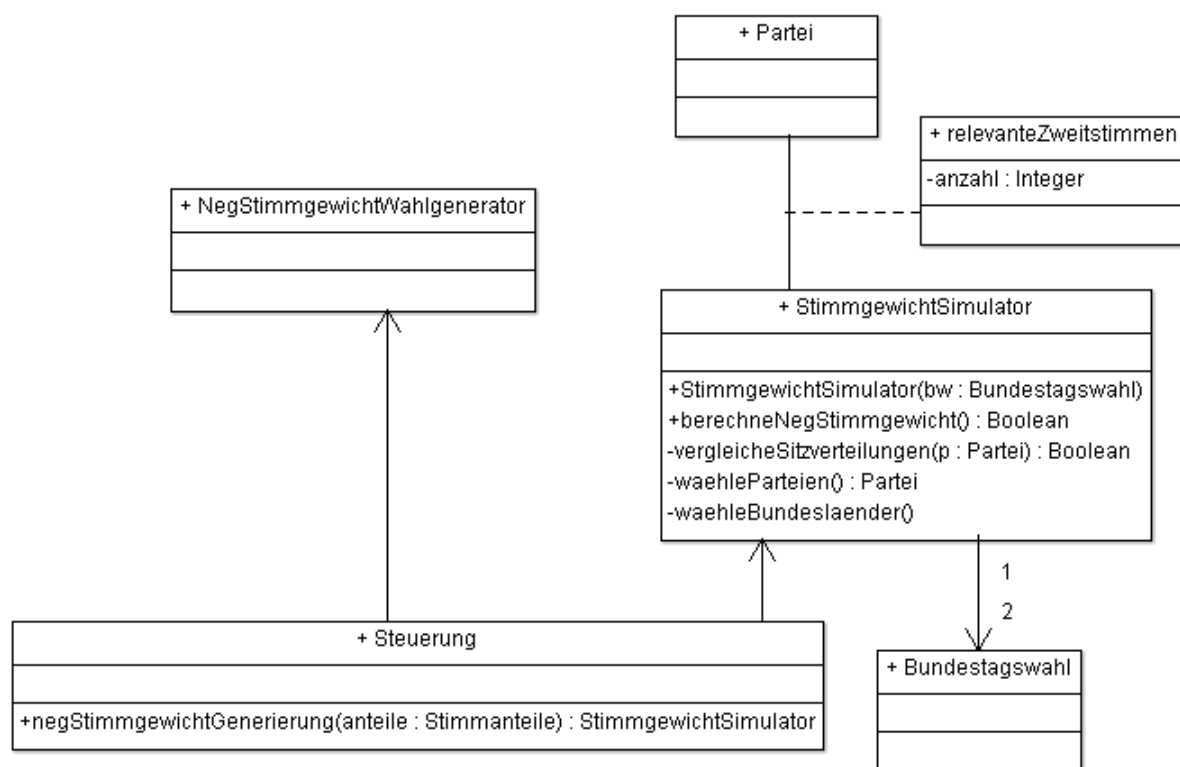 + Partei
+ relevanteZweitstimmen
-anzahl : Integer
+ NegStimmgewichtWahlgenerator
+ StimmgewichtSimulator
+StimmgewichtSimulator(bw : Bundestagswahl)
+berechneNegStimmgewicht() : Boolean
-vergleicheSitzverteilungen(p : Partei) : Boolean
-waehleParteien() : Partei
-waehleBundeslaender()
1
2
+ Steuerung
+negStimmgewichtGenerierung(anteile : Stimmanteile) : StimmgewichtSimulator
+ Bundestagswahl